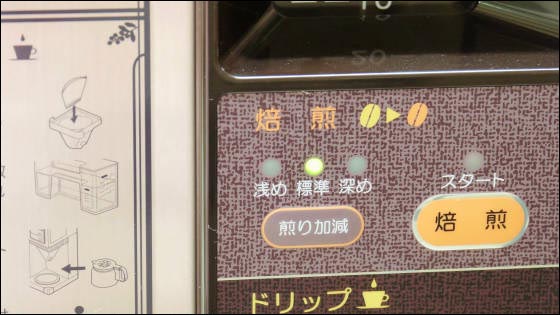 焙 煎
浅め 標準 深め
スタート
煎り加減
焙 煎
ドリップ